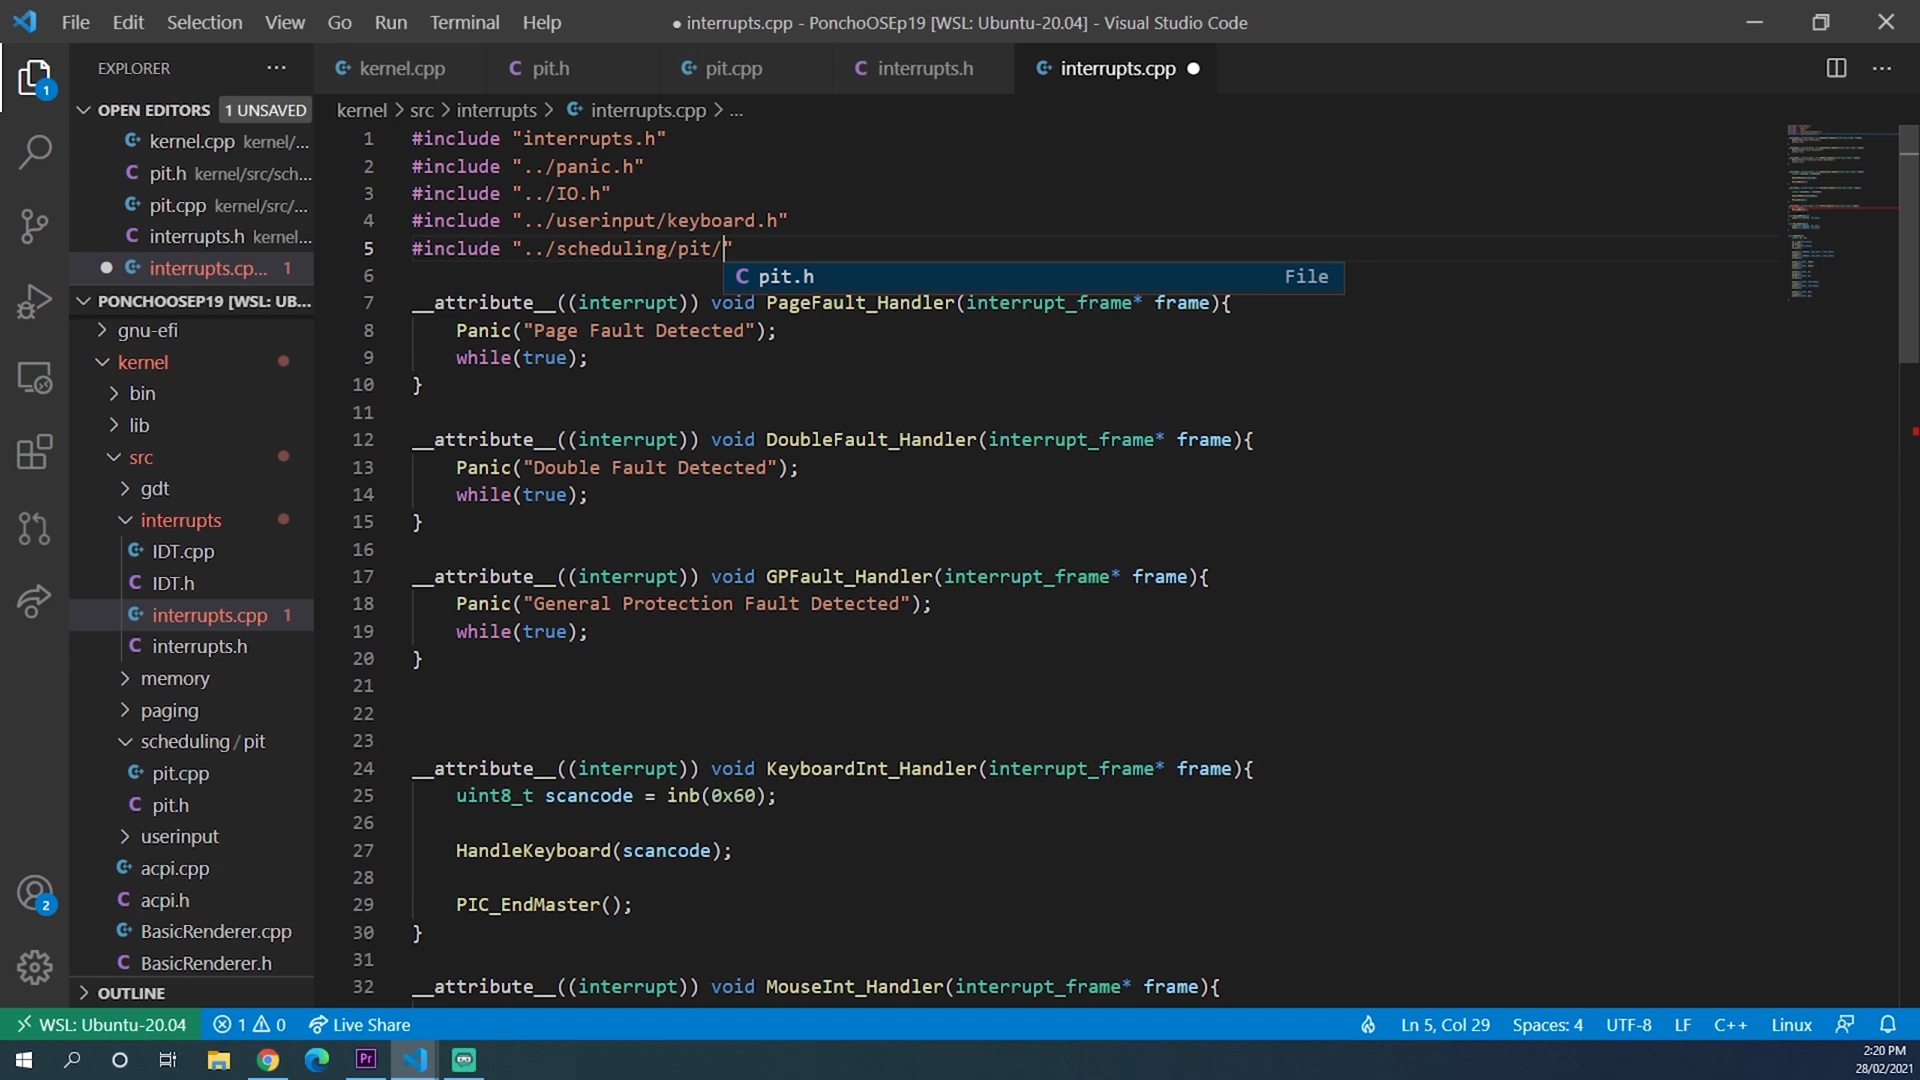 File Edit Selection View Go Run Terminal Help
● interrupts.cpp - PonchoOSEp19 [WSL: Ubuntu-20.04] - Visual Studio Code
EXPLORER
kernel.cpp
pit.h
pit.cpp
interrupts.h
interrupts.cpp
1
OPEN EDITORS 1 UNSAVED
kernel.cpp kernel/...
pit.h kernel/src/sch...
pit.cpp kernel/src/...
interrupts.h kernel...
interrupts.cp... 1
PONCHOOSEP19 [WSL: UB...
gnu-efi
kernel
bin
lib
src
gdt
interrupts
IDT.cpp
IDT.h
interrupts.cpp 1
interrupts.h
memory
paging
scheduling / pit
pit.cpp
pit.h
userinput
acpi.cpp
acpi.h
BasicRenderer.cpp
BasicRenderer.h
OUTLINE
2
kernel > src > interrupts > interrupts.cpp > ...
1 #include "interrupts.h"
2 #include "../panic.h"
3 #include "../IO.h"
4 #include "../userinput/keyboard.h"
5 #include "../scheduling/pit/"
pit.h File
6
7 __attribute__((interrupt)) void PageFault_Handler(interrupt_frame* frame){
8 Panic("Page Fault Detected");
9 while(true);
10 }
11
12 __attribute__((interrupt)) void DoubleFault_Handler(interrupt_frame* frame){
13 Panic("Double Fault Detected");
14 while(true);
15 }
16
17 __attribute__((interrupt)) void GPFault_Handler(interrupt_frame* frame){
18 Panic("General Protection Fault Detected");
19 while(true);
20 }
21
22
23
24 __attribute__((interrupt)) void KeyboardInt_Handler(interrupt_frame* frame){
25 uint8_t scancode = inb(0x60);
26
27 HandleKeyboard(scancode);
28
29 PIC_EndMaster();
30 }
31
32 __attribute__((interrupt)) void MouseInt_Handler(interrupt_frame* frame){
WSL: Ubuntu-20.04 1 0 Live Share
Ln 5, Col 29 Spaces: 4 UTF-8 LF C++ Linux
Pr
2:20 PM
28/02/2021